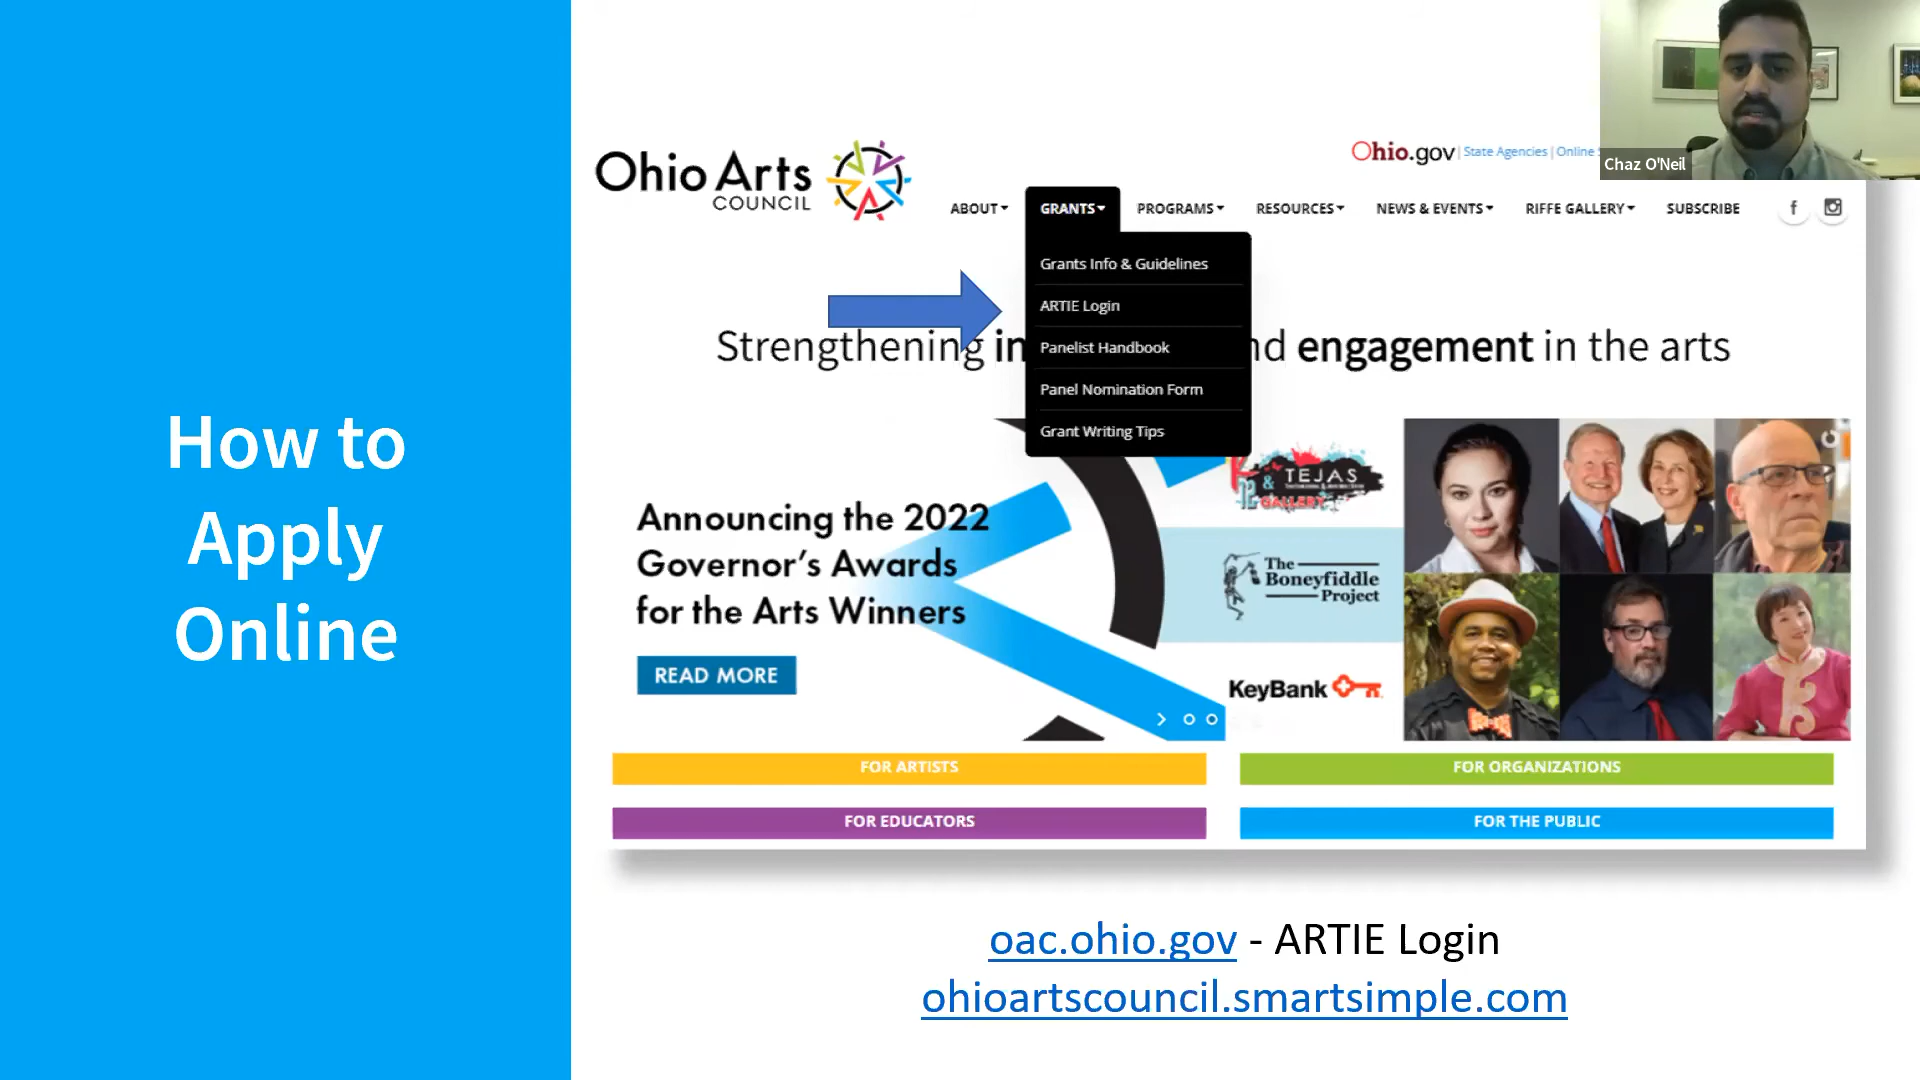 How to
Apply
Online
Ohio Arts
COUNCIL
Ohio.gov | State Agencies | Online
Chaz O'Neil
ABOUT
GRANTS
PROGRAMS
RESOURCES
NEWS & EVENTS
RIFFE GALLERY
SUBSCRIBE
f
Grants Info & Guidelines
ARTIE Login
Panelist Handbook
Panel Nomination Form
Grant Writing Tips
Strengthening in nd engagement in the arts
Announcing the 2022
Governor's Awards
for the Arts Winners
READ MORE
& TEJAS
GALLERY
The
Boneyfiddle
Project
KeyBank
FOR ARTISTS
FOR ORGANIZATIONS
FOR EDUCATORS
FOR THE PUBLIC
oac.ohio.gov - ARTIE Login
ohioartscouncil.smartsimple.com